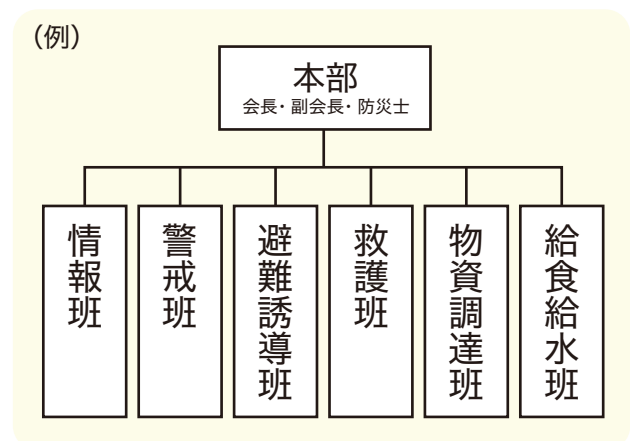 （例）
本部
会長・副会長・防災士
情報班
警戒班
避難誘導班
救護班
物資調達班
給食給水班